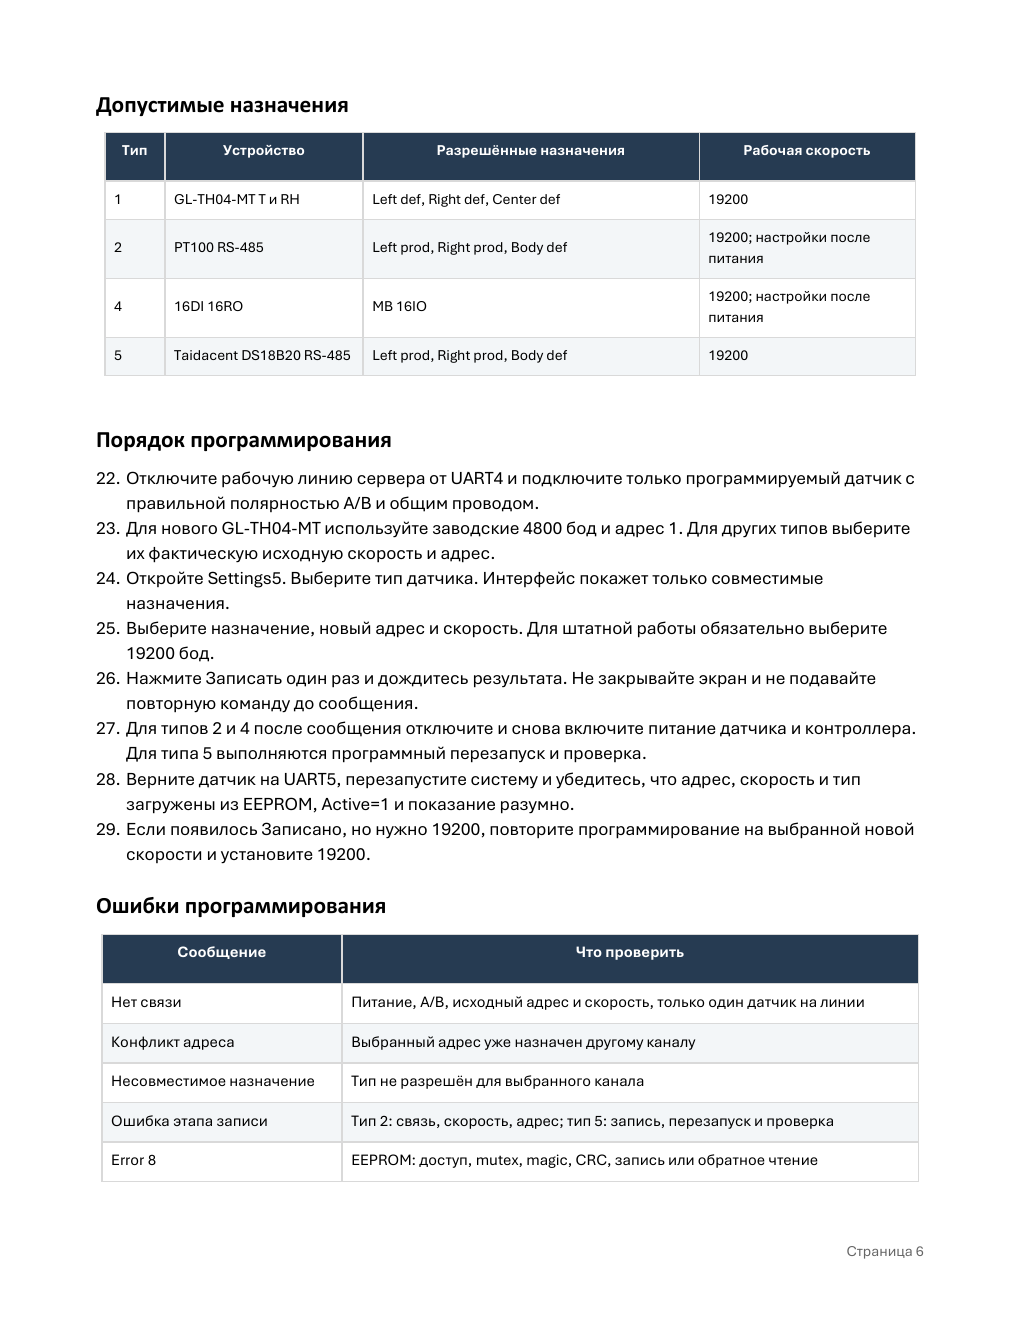 Допустимые назначения
Тип Устройство Разрешённые назначения Рабочая скорость
1 GL-TH04-MT T и RH Left def, Right def, Center def 19200
2 PT100 RS-485 Left prod, Right prod, Body def 19200; настройки после питания
4 16DI 16RO MB 16IO 19200; настройки после питания
5 Taidacent DS18B20 RS-485 Left prod, Right prod, Body def 19200
Порядок программирования
22. Отключите рабочую линию сервера от UART4 и подключите только программируемый датчик с
правильной полярностью A/B и общим проводом.
23. Для нового GL-TH04-MT используйте заводские 4800 бод и адрес 1. Для других типов выберите
их фактическую исходную скорость и адрес.
24. Откройте Settings5. Выберите тип датчика. Интерфейс покажет только совместимые
назначения.
25. Выберите назначение, новый адрес и скорость. Для штатной работы обязательно выберите
19200 бод.
26. Нажмите Записать один раз и дождитесь результата. Не закрывайте экран и не подавайте
повторную команду до сообщения.
27. Для типов 2 и 4 после сообщения отключите и снова включите питание датчика и контроллера.
Для типа 5 выполняются программный перезапуск и проверка.
28. Верните датчик на UART5, перезапустите систему и убедитесь, что адрес, скорость и тип
загружены из EEPROM, Active=1 и показание разумно.
29. Если появилось Записано, но нужно 19200, повторите программирование на выбранной новой
скорости и установите 19200.
Ошибки программирования
Сообщение Что проверить
Нет связи Питание, A/B, исходный адрес и скорость, только один датчик на линии
Конфликт адреса Выбранный адрес уже назначен другому каналу
Несовместимое назначение Тип не разрешён для выбранного канала
Ошибка этапа записи Тип 2: связь, скорость, адрес; тип 5: запись, перезапуск и проверка
Error 8 EEPROM: доступ, mutex, magic, CRC, запись или обратное чтение
Страница 6